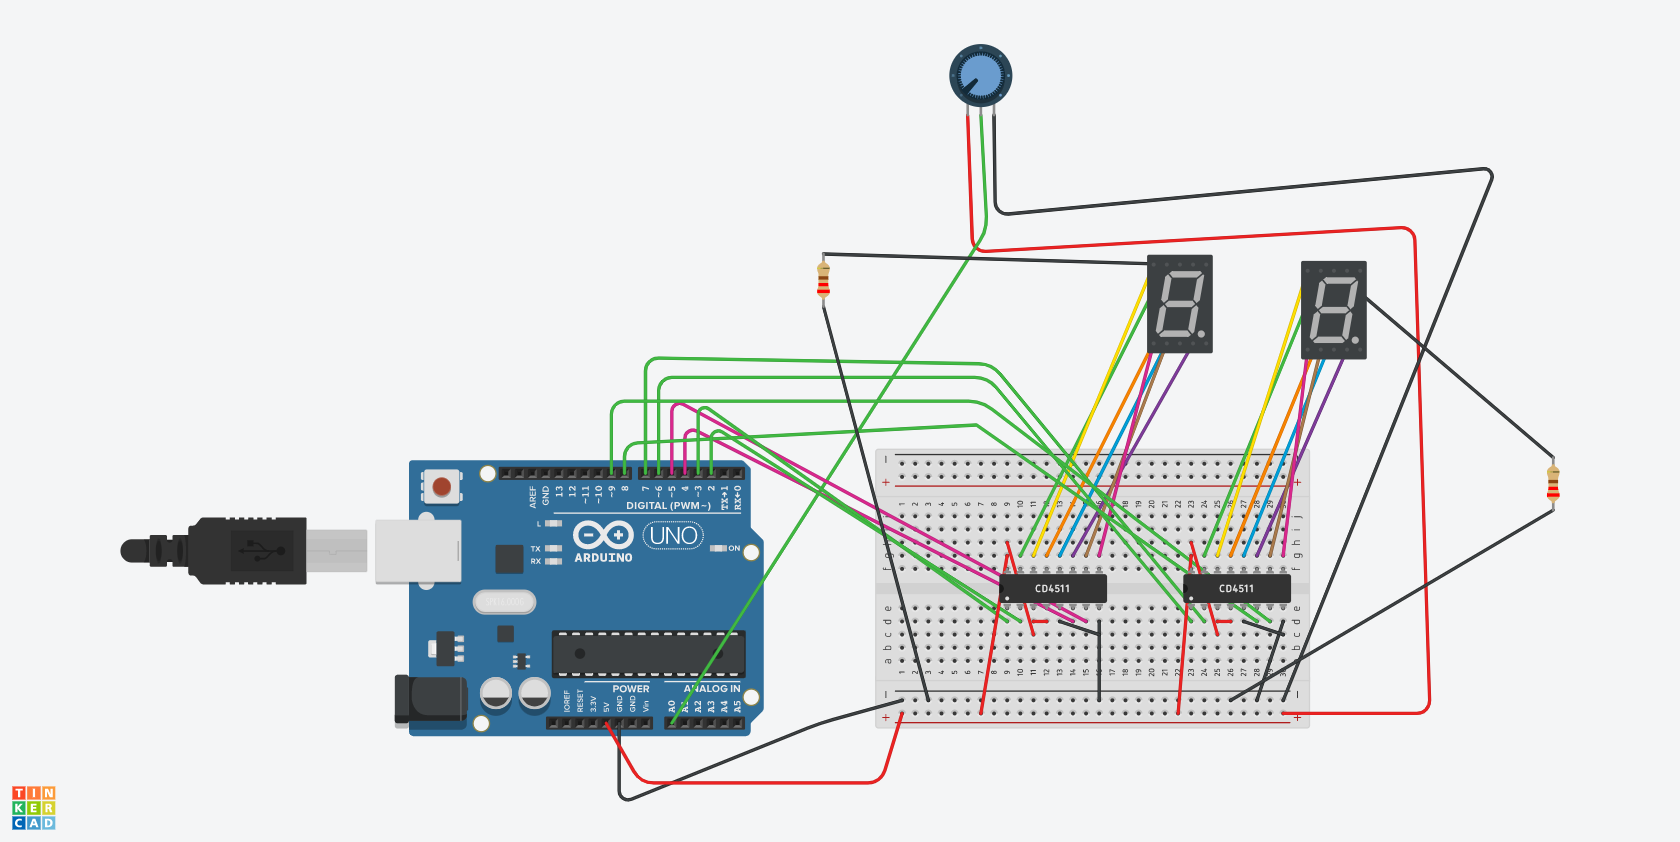 AREF
GND
13
12
~11
~10
~9
8
7
~6
~5
4
~3
2
TX→1
RX←0
DIGITAL (PWM~)
L
TX
RX
ARDUINO
UNO
ON
IOREF
RESET
3.3V
5V
GND
GND
Vin
POWER
ANALOG IN
A0
A2
A3
A4
A5
CD4511
CD4511
TIN
KER
CAD